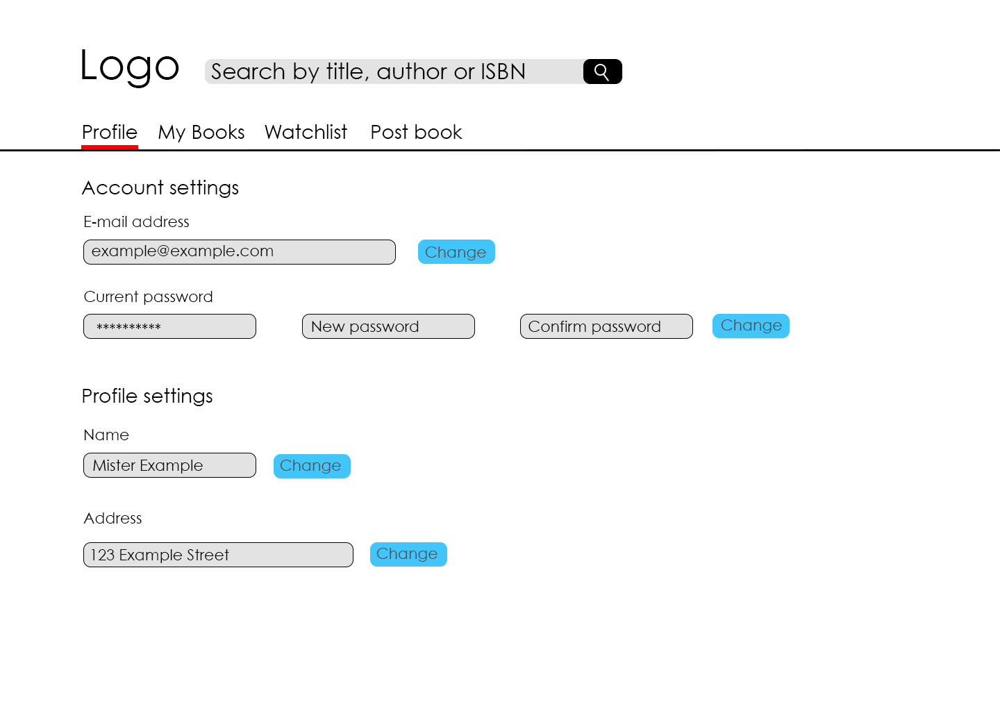 Logo
Search by title, author or ISBN
Profile My Books Watchlist Post book
Account settings
E-mail address
example@example.com Change
Current password
********** New password Confirm password Change
Profile settings
Name
Mister Example Change
Address
123 Example Street Change